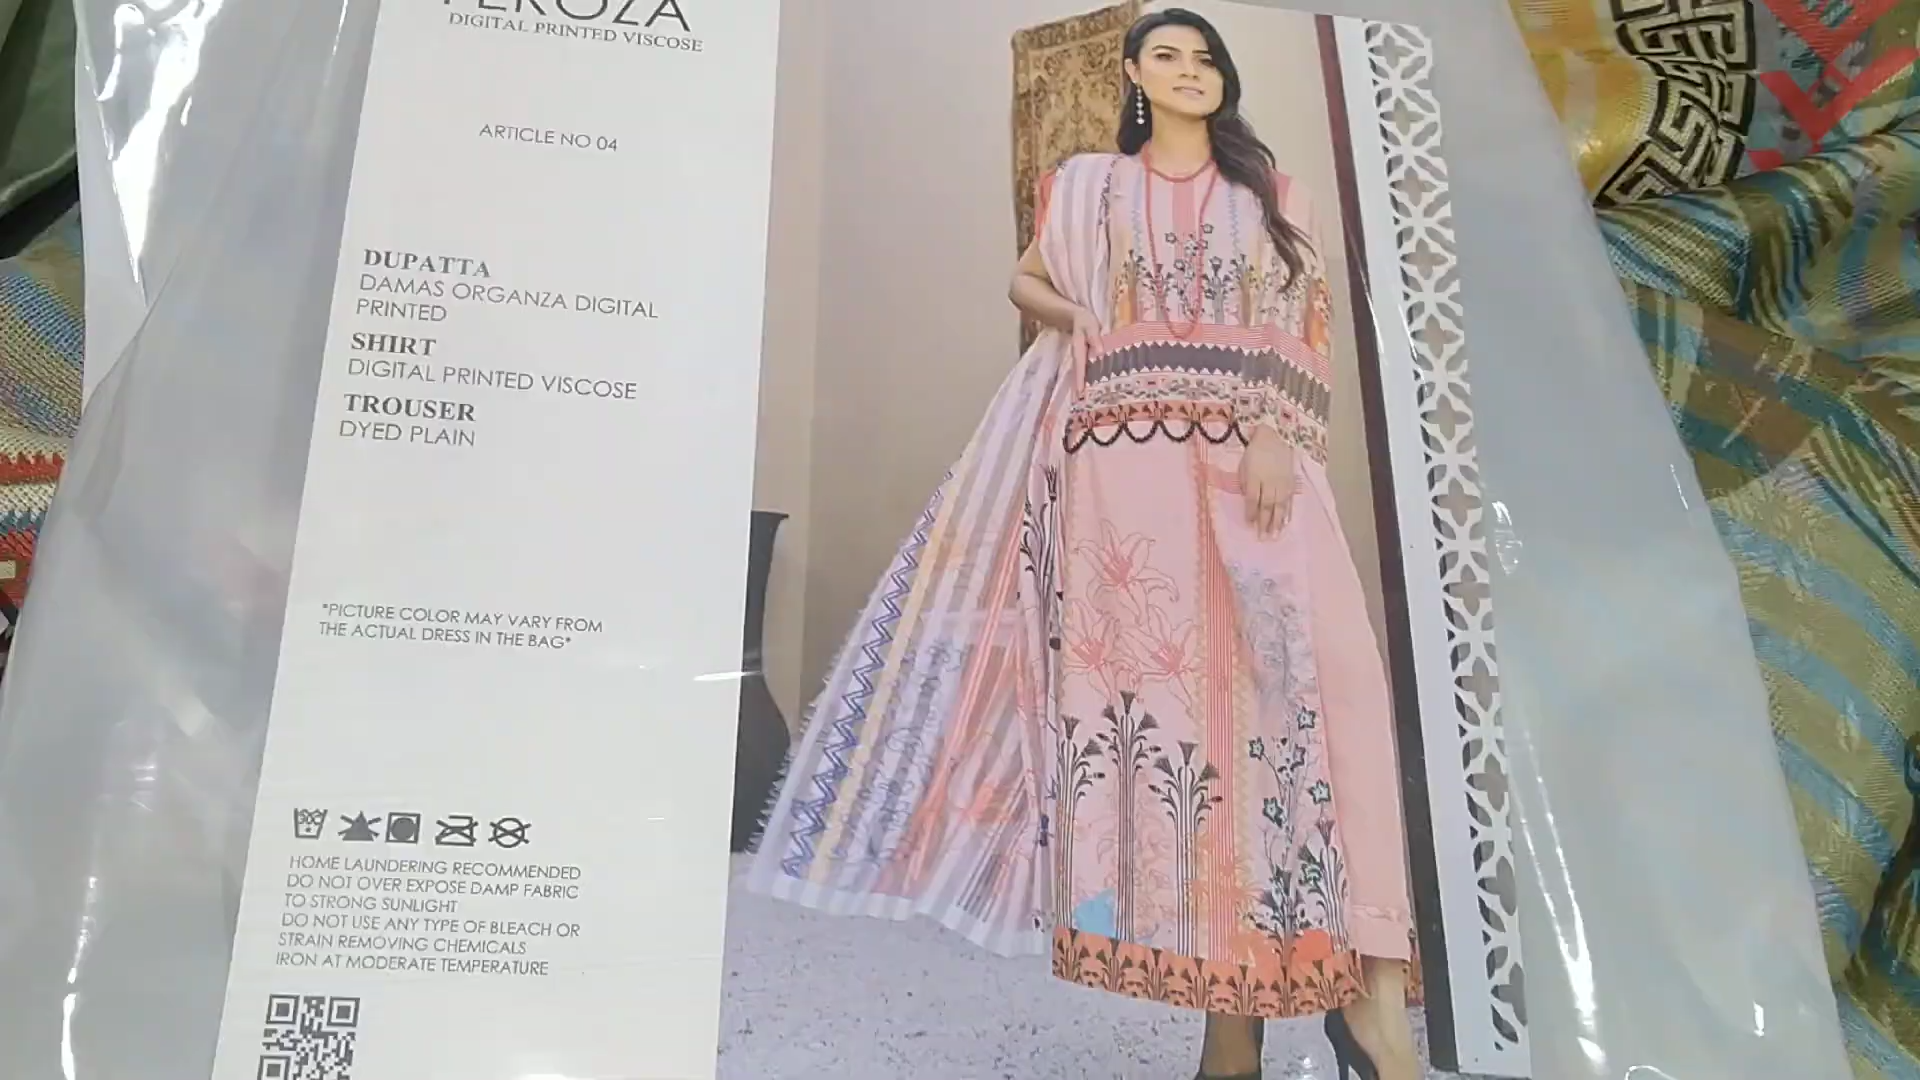 FEROZA
DIGITAL PRINTED VISCOSE
ARTICLE NO 04
DUPATTA
DAMAS ORGANZA DIGITAL
PRINTED
SHIRT
DIGITAL PRINTED VISCOSE
TROUSER
DYED PLAIN
*PICTURE COLOR MAY VARY FROM
THE ACTUAL DRESS IN THE BAG*
HOME LAUNDERING RECOMMENDED
DO NOT OVER EXPOSE DAMP FABRIC
TO STRONG SUNLIGHT
DO NOT USE ANY TYPE OF BLEACH OR
STRAIN REMOVING CHEMICALS
IRON AT MODERATE TEMPERATURE